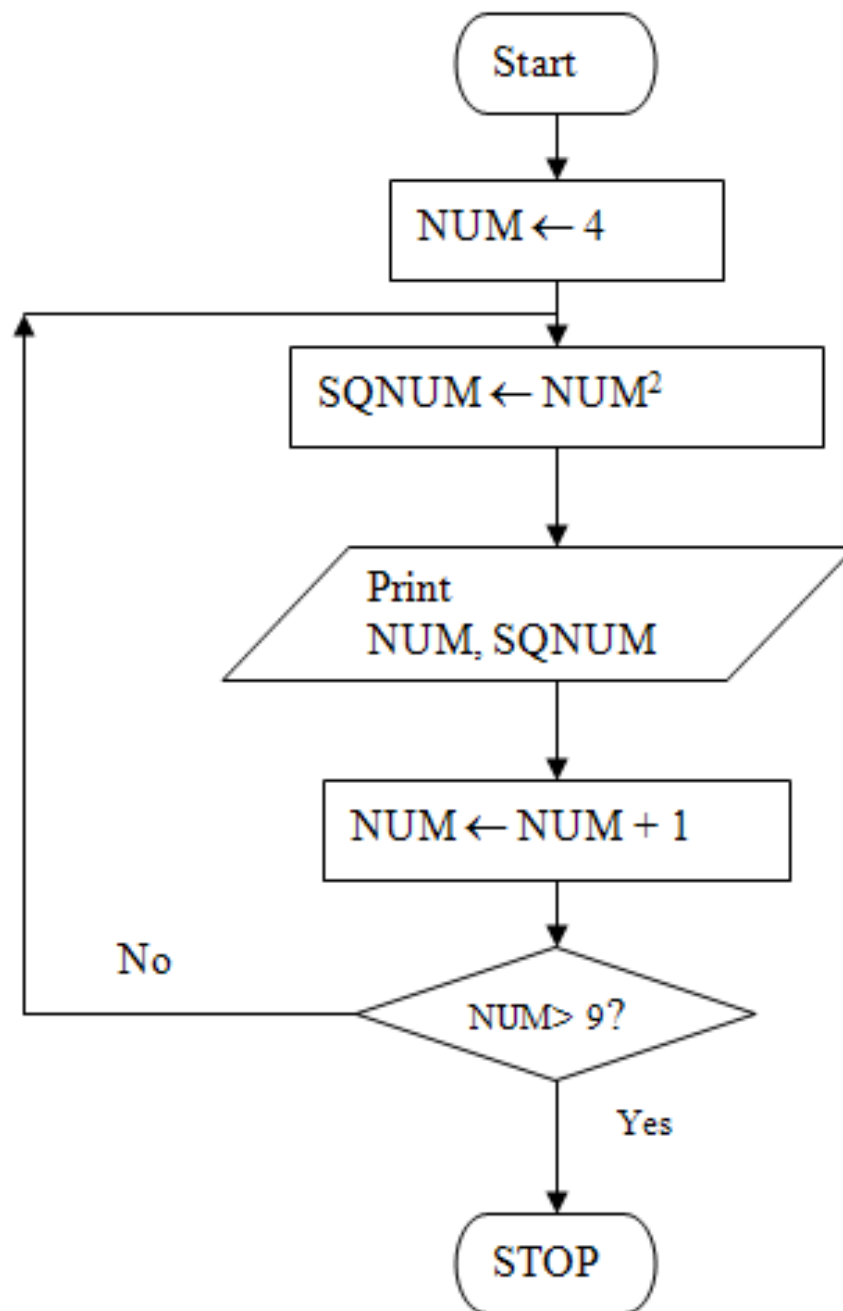 Start
NUM ← 4
SQNUM ← NUM²
Print
NUM, SQNUM
NUM ← NUM + 1
No
NUM> 9?
Yes
STOP